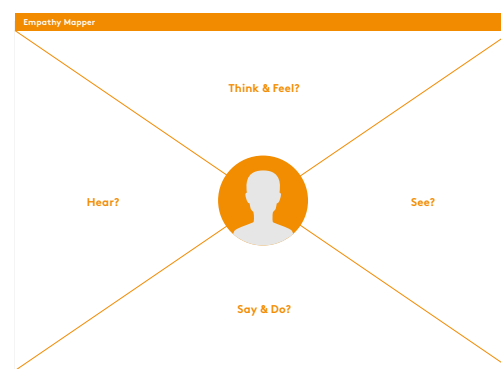 Empathy Mapper
Think & Feel?
Hear?
See?
Say & Do?